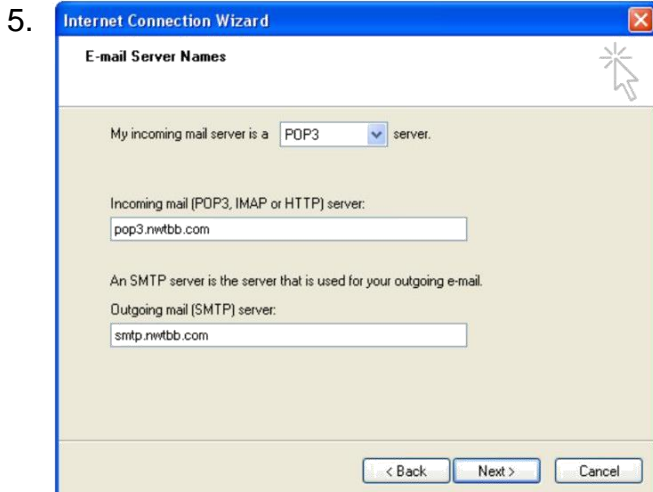 5.
Internet Connection Wizard
E-mail Server Names
My incoming mail server is a POP3 server.
Incoming mail (POP3, IMAP or HTTP) server:
pop3.nwtbb.com
An SMTP server is the server that is used for your outgoing e-mail.
Outgoing mail (SMTP) server:
smtp.nwtbb.com
< Back Next > Cancel